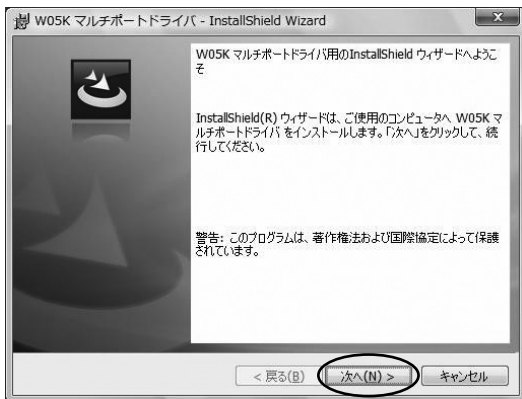 W05K マルチポートドライバ - InstallShield Wizard
W05K マルチポートドライバ用のInstallShield ウィザードへようこ
そ
InstallShield(R) ウィザードは、ご使用のコンピュータへ W05K マ
ルチポートドライバ をインストールします。「次へ」をクリックして、続
行してください。
警告: このプログラムは、著作権法および国際協定によって保護
されています。
< 戻る(B) 次へ(N) > キャンセル